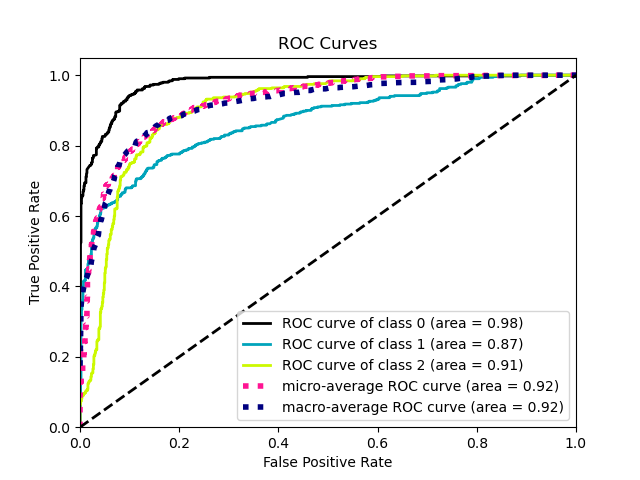 ROC Curves
True Positive Rate
1.0
0.8
0.6
0.4
0.2
0.0
ROC curve of class 0 (area = 0.98)
ROC curve of class 1 (area = 0.87)
ROC curve of class 2 (area = 0.91)
micro-average ROC curve (area = 0.92)
macro-average ROC curve (area = 0.92)
0.0 0.2 0.4 0.6 0.8 1.0
False Positive Rate